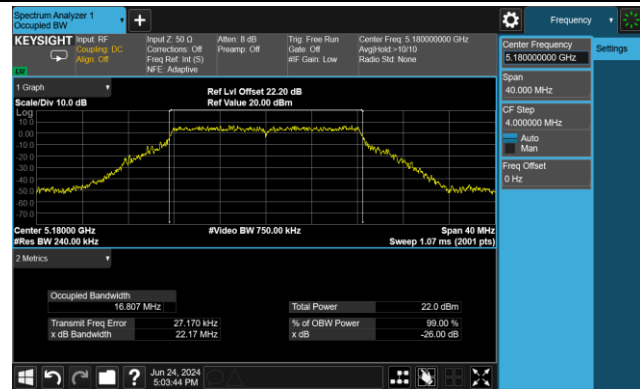 Spectrum Analyzer 1
Occupied BW
+
Frequency
KEYSIGHT
Input: RF
Coupling: DC
Align: Off
Input Z: 50 Ω
Corrections: Off
Freq Ref: Int (S)
NFE: Adaptive
Atten: 8 dB
Preamp: Off
Trig: Free Run
Gate: Off
#IF Gain: Low
Center Freq: 5.180000000 GHz
Avg|Hold:>10/10
Radio Std: None
Center Frequency
5.180000000 GHz
Settings
Span
40.000 MHz
CF Step
4.000000 MHz
Auto
Man
Freq Offset
0 Hz
1 Graph
Scale/Div 10.0 dB
Ref Lvl Offset 22.20 dB
Ref Value 20.00 dBm
Log
10.0
0.00
-10.0
-20.0
-30.0
-40.0
-50.0
-60.0
-70.0
Center 5.18000 GHz
#Res BW 240.00 kHz
#Video BW 750.00 kHz
Span 40 MHz
Sweep 1.07 ms (2001 pts)
2 Metrics
Occupied Bandwidth
16.807 MHz
Total Power 22.0 dBm
Transmit Freq Error 27.170 kHz
% of OBW Power 99.00 %
x dB Bandwidth 22.17 MHz
x dB -26.00 dB
?
Jun 24, 2024
5:03:44 PM